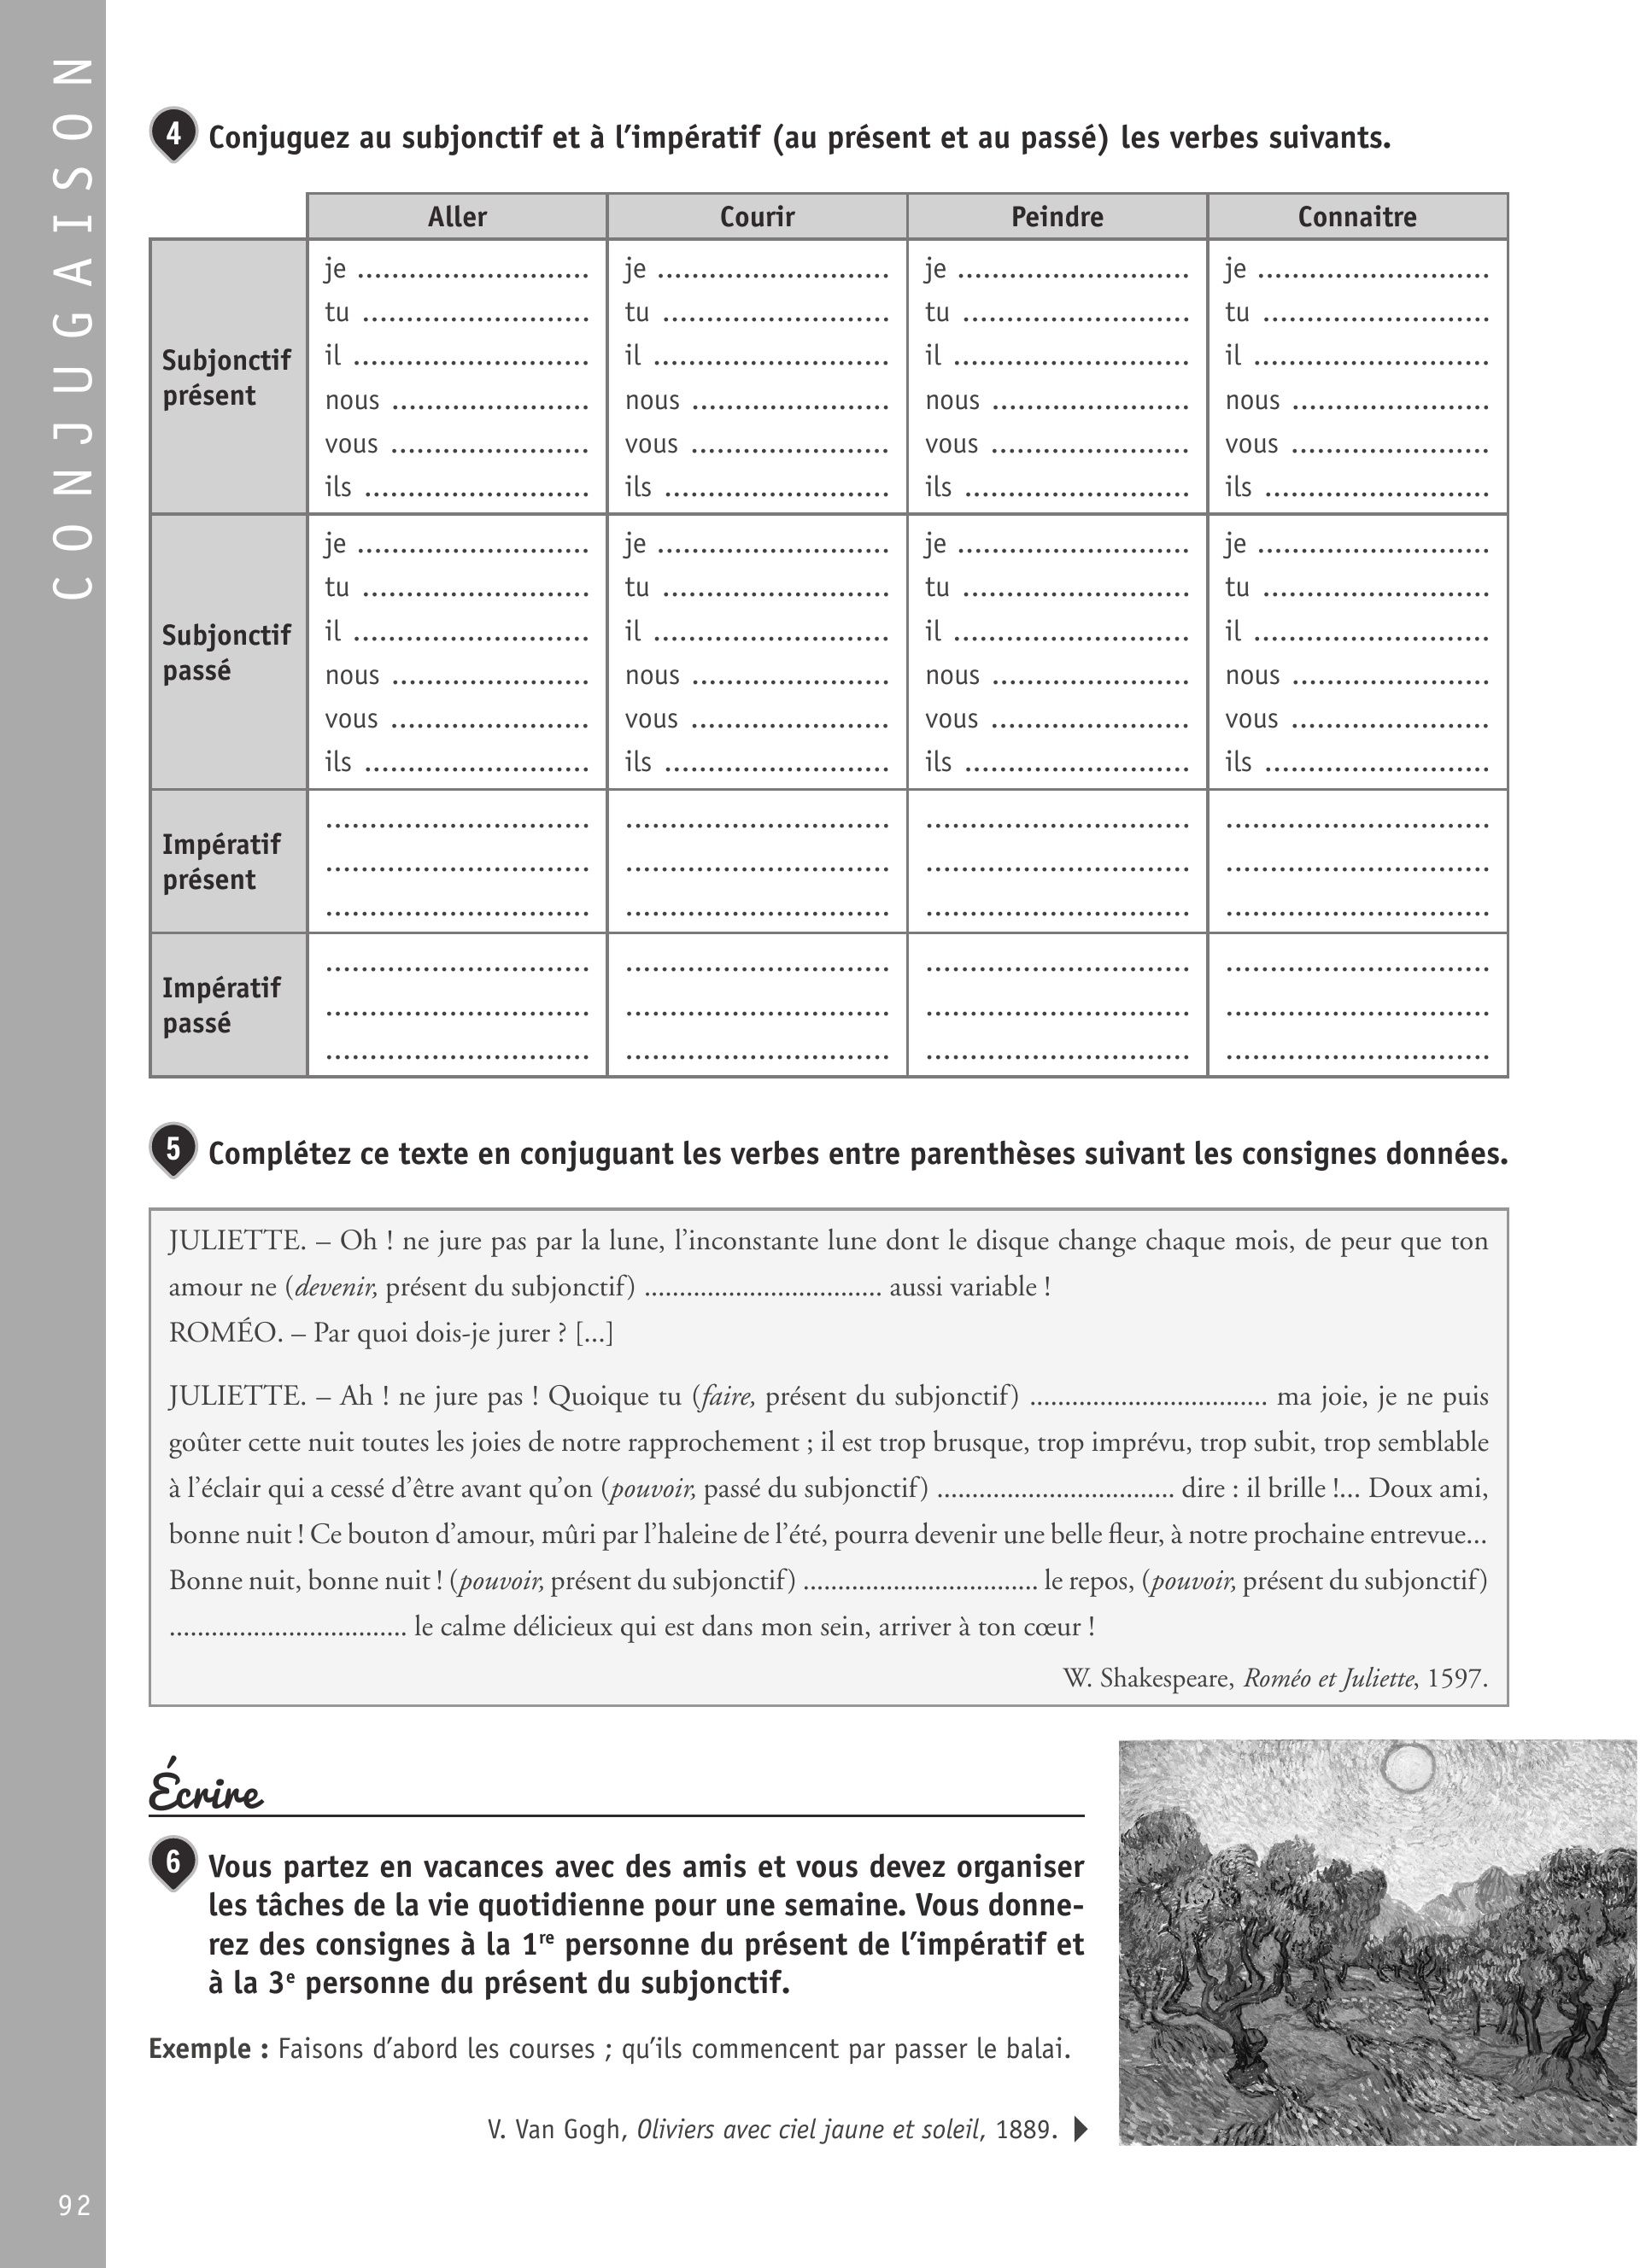 CONJUGAISON
4 Conjuguez au subjonctif et à l'impératif (au présent et au passé) les verbes suivants.
Aller Courir Peindre Connaitre
Subjonctif présent
je .......................... je .......................... je .......................... je ..........................
tu .......................... tu .......................... tu .......................... tu ..........................
il .......................... il .......................... il .......................... il ..........................
nous ....................... nous ....................... nous ....................... nous .......................
vous ....................... vous ....................... vous ....................... vous .......................
ils .......................... ils .......................... ils .......................... ils ..........................
Subjonctif passé
je .......................... je .......................... je .......................... je ..........................
tu .......................... tu .......................... tu .......................... tu ..........................
il .......................... il .......................... il .......................... il ..........................
nous ....................... nous ....................... nous ....................... nous .......................
vous ....................... vous ....................... vous ....................... vous .......................
ils .......................... ils .......................... ils .......................... ils ..........................
Impératif présent
.............................. .............................. .............................. ..............................
.............................. .............................. .............................. ..............................
.............................. .............................. .............................. ..............................
Impératif passé
.............................. .............................. .............................. ..............................
.............................. .............................. .............................. ..............................
.............................. .............................. .............................. ..............................
5 Complétez ce texte en conjuguant les verbes entre parenthèses suivant les consignes données.
JULIETTE. – Oh ! ne jure pas par la lune, l'inconstante lune dont le disque change chaque mois, de peur que ton
amour ne (devenir, présent du subjonctif) .................................. aussi variable !
ROMÉO. – Par quoi dois-je jurer ? [...]
JULIETTE. – Ah ! ne jure pas ! Quoique tu (faire, présent du subjonctif) .................................. ma joie, je ne puis
goûter cette nuit toutes les joies de notre rapprochement ; il est trop brusque, trop imprévu, trop subit, trop semblable
à l'éclair qui a cessé d'être avant qu'on (pouvoir, passé du subjonctif) .................................. dire : il brille !... Doux ami,
bonne nuit ! Ce bouton d'amour, mûri par l'haleine de l'été, pourra devenir une belle fleur, à notre prochaine entrevue...
Bonne nuit, bonne nuit ! (pouvoir, présent du subjonctif) .................................. le repos, (pouvoir, présent du subjonctif)
.................................. le calme délicieux qui est dans mon sein, arriver à ton cœur !
W. Shakespeare, Roméo et Juliette, 1597.
Écrire
6 Vous partez en vacances avec des amis et vous devez organiser
les tâches de la vie quotidienne pour une semaine. Vous donne-
rez des consignes à la 1re personne du présent de l'impératif et
à la 3e personne du présent du subjonctif.
Exemple : Faisons d'abord les courses ; qu'ils commencent par passer le balai.
V. Van Gogh, Oliviers avec ciel jaune et soleil, 1889.
92